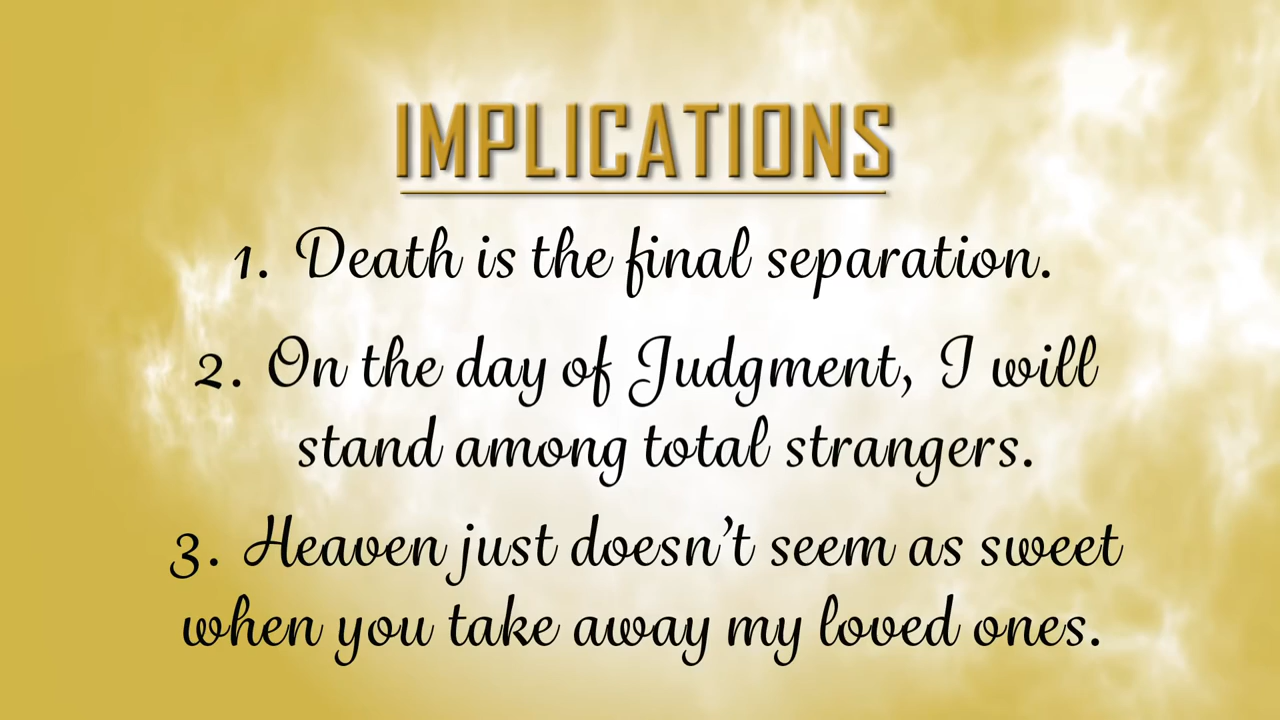 IMPLICATIONS
1. Death is the final separation.
2. On the day of Judgment, I will
stand among total strangers.
3. Heaven just doesn't seem as sweet
when you take away my loved ones.